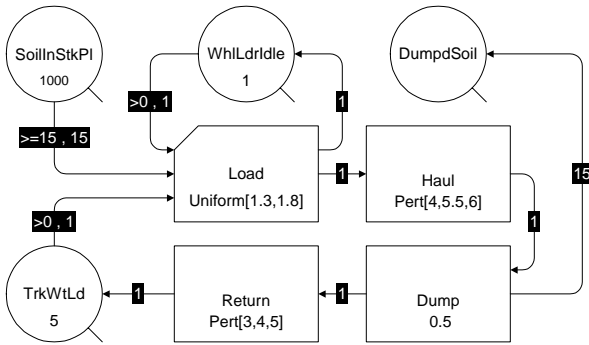 SoilInStkPl
1000
WhlLdrIdle
1
DumpdSoil
>0 , 1
1
>=15 , 15
Load
Uniform[1.3,1.8]
1
Haul
Pert[4,5.5,6]
15
>0 , 1
1
TrkWtLd
5
1
Return
Pert[3,4,5]
1
Dump
0.5